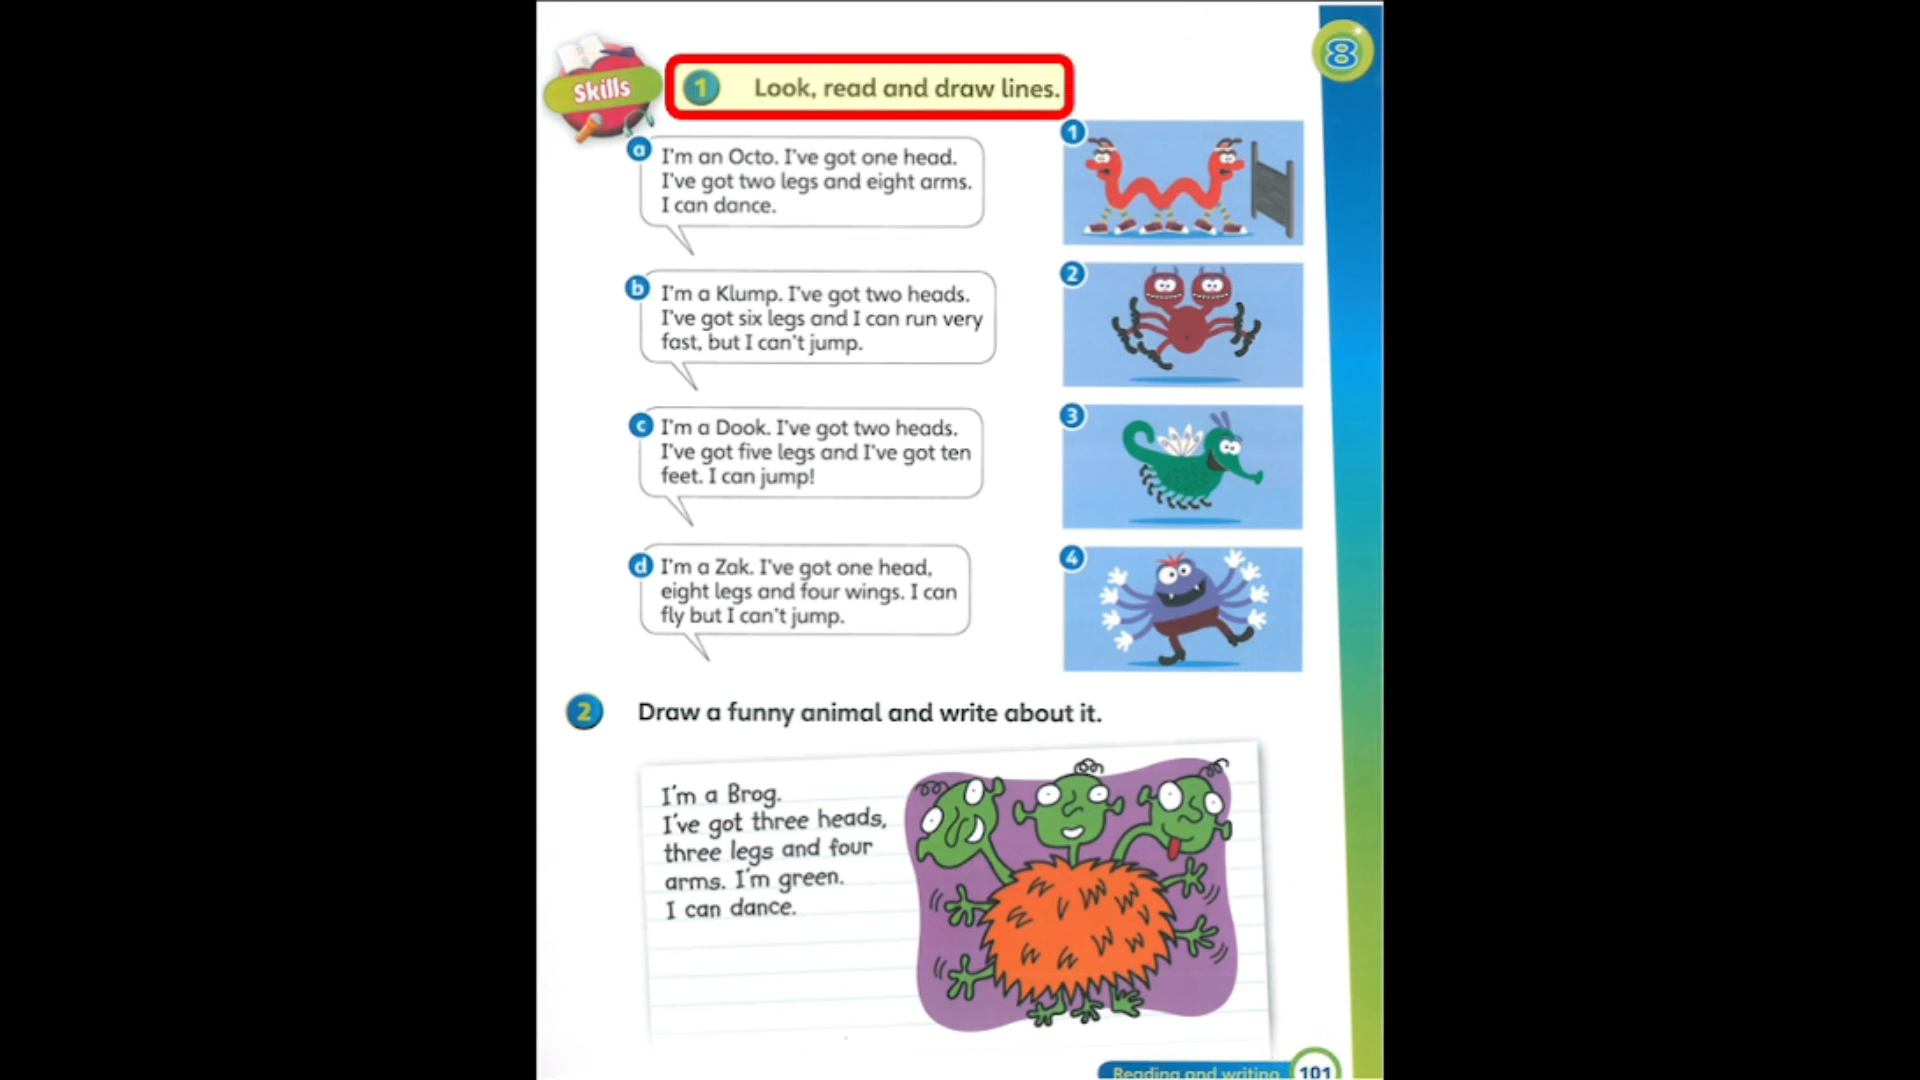 8
Skills
1 Look, read and draw lines.
a I'm an Octo. I've got one head.
I've got two legs and eight arms.
I can dance.
1
b I'm a Klump. I've got two heads.
I've got six legs and I can run very
fast, but I can't jump.
2
c I'm a Dook. I've got two heads.
I've got five legs and I've got ten
feet. I can jump!
3
d I'm a Zak. I've got one head,
eight legs and four wings. I can
fly but I can't jump.
4
2 Draw a funny animal and write about it.
I'm a Brog.
I've got three heads,
three legs and four
arms. I'm green.
I can dance.
Reading and writing 101